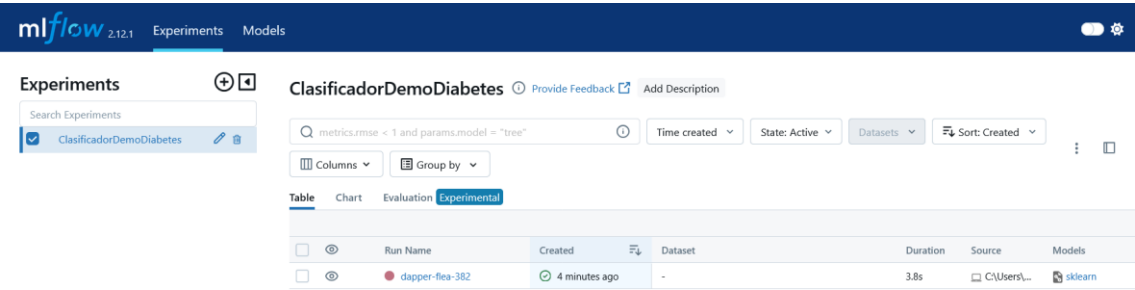 mlflow 2.12.1 Experiments Models
Experiments
Search Experiments
ClasificadorDemoDiabetes
ClasificadorDemoDiabetes Provide Feedback Add Description
metrics.rmse < 1 and params.model = "tree" Time created State: Active Datasets Sort: Created
Columns Group by
Table Chart Evaluation Experimental
Run Name Created Dataset Duration Source Models
dapper-flea-382 4 minutes ago - 3.8s C:\Users\... sklearn